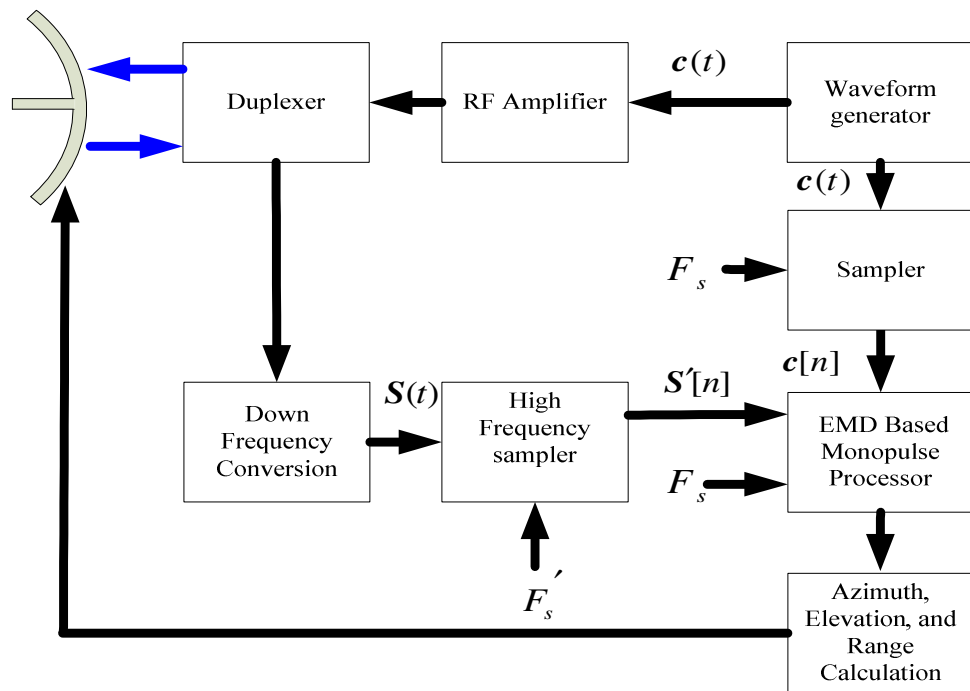 c(t)
Duplexer
RF Amplifier
Waveform
generator
c(t)
F_s
Sampler
c[n]
S(t)
S′[n]
Down
Frequency
Conversion
High
Frequency
sampler
EMD Based
Monopulse
Processor
F_s
F_s′
Azimuth,
Elevation, and
Range
Calculation